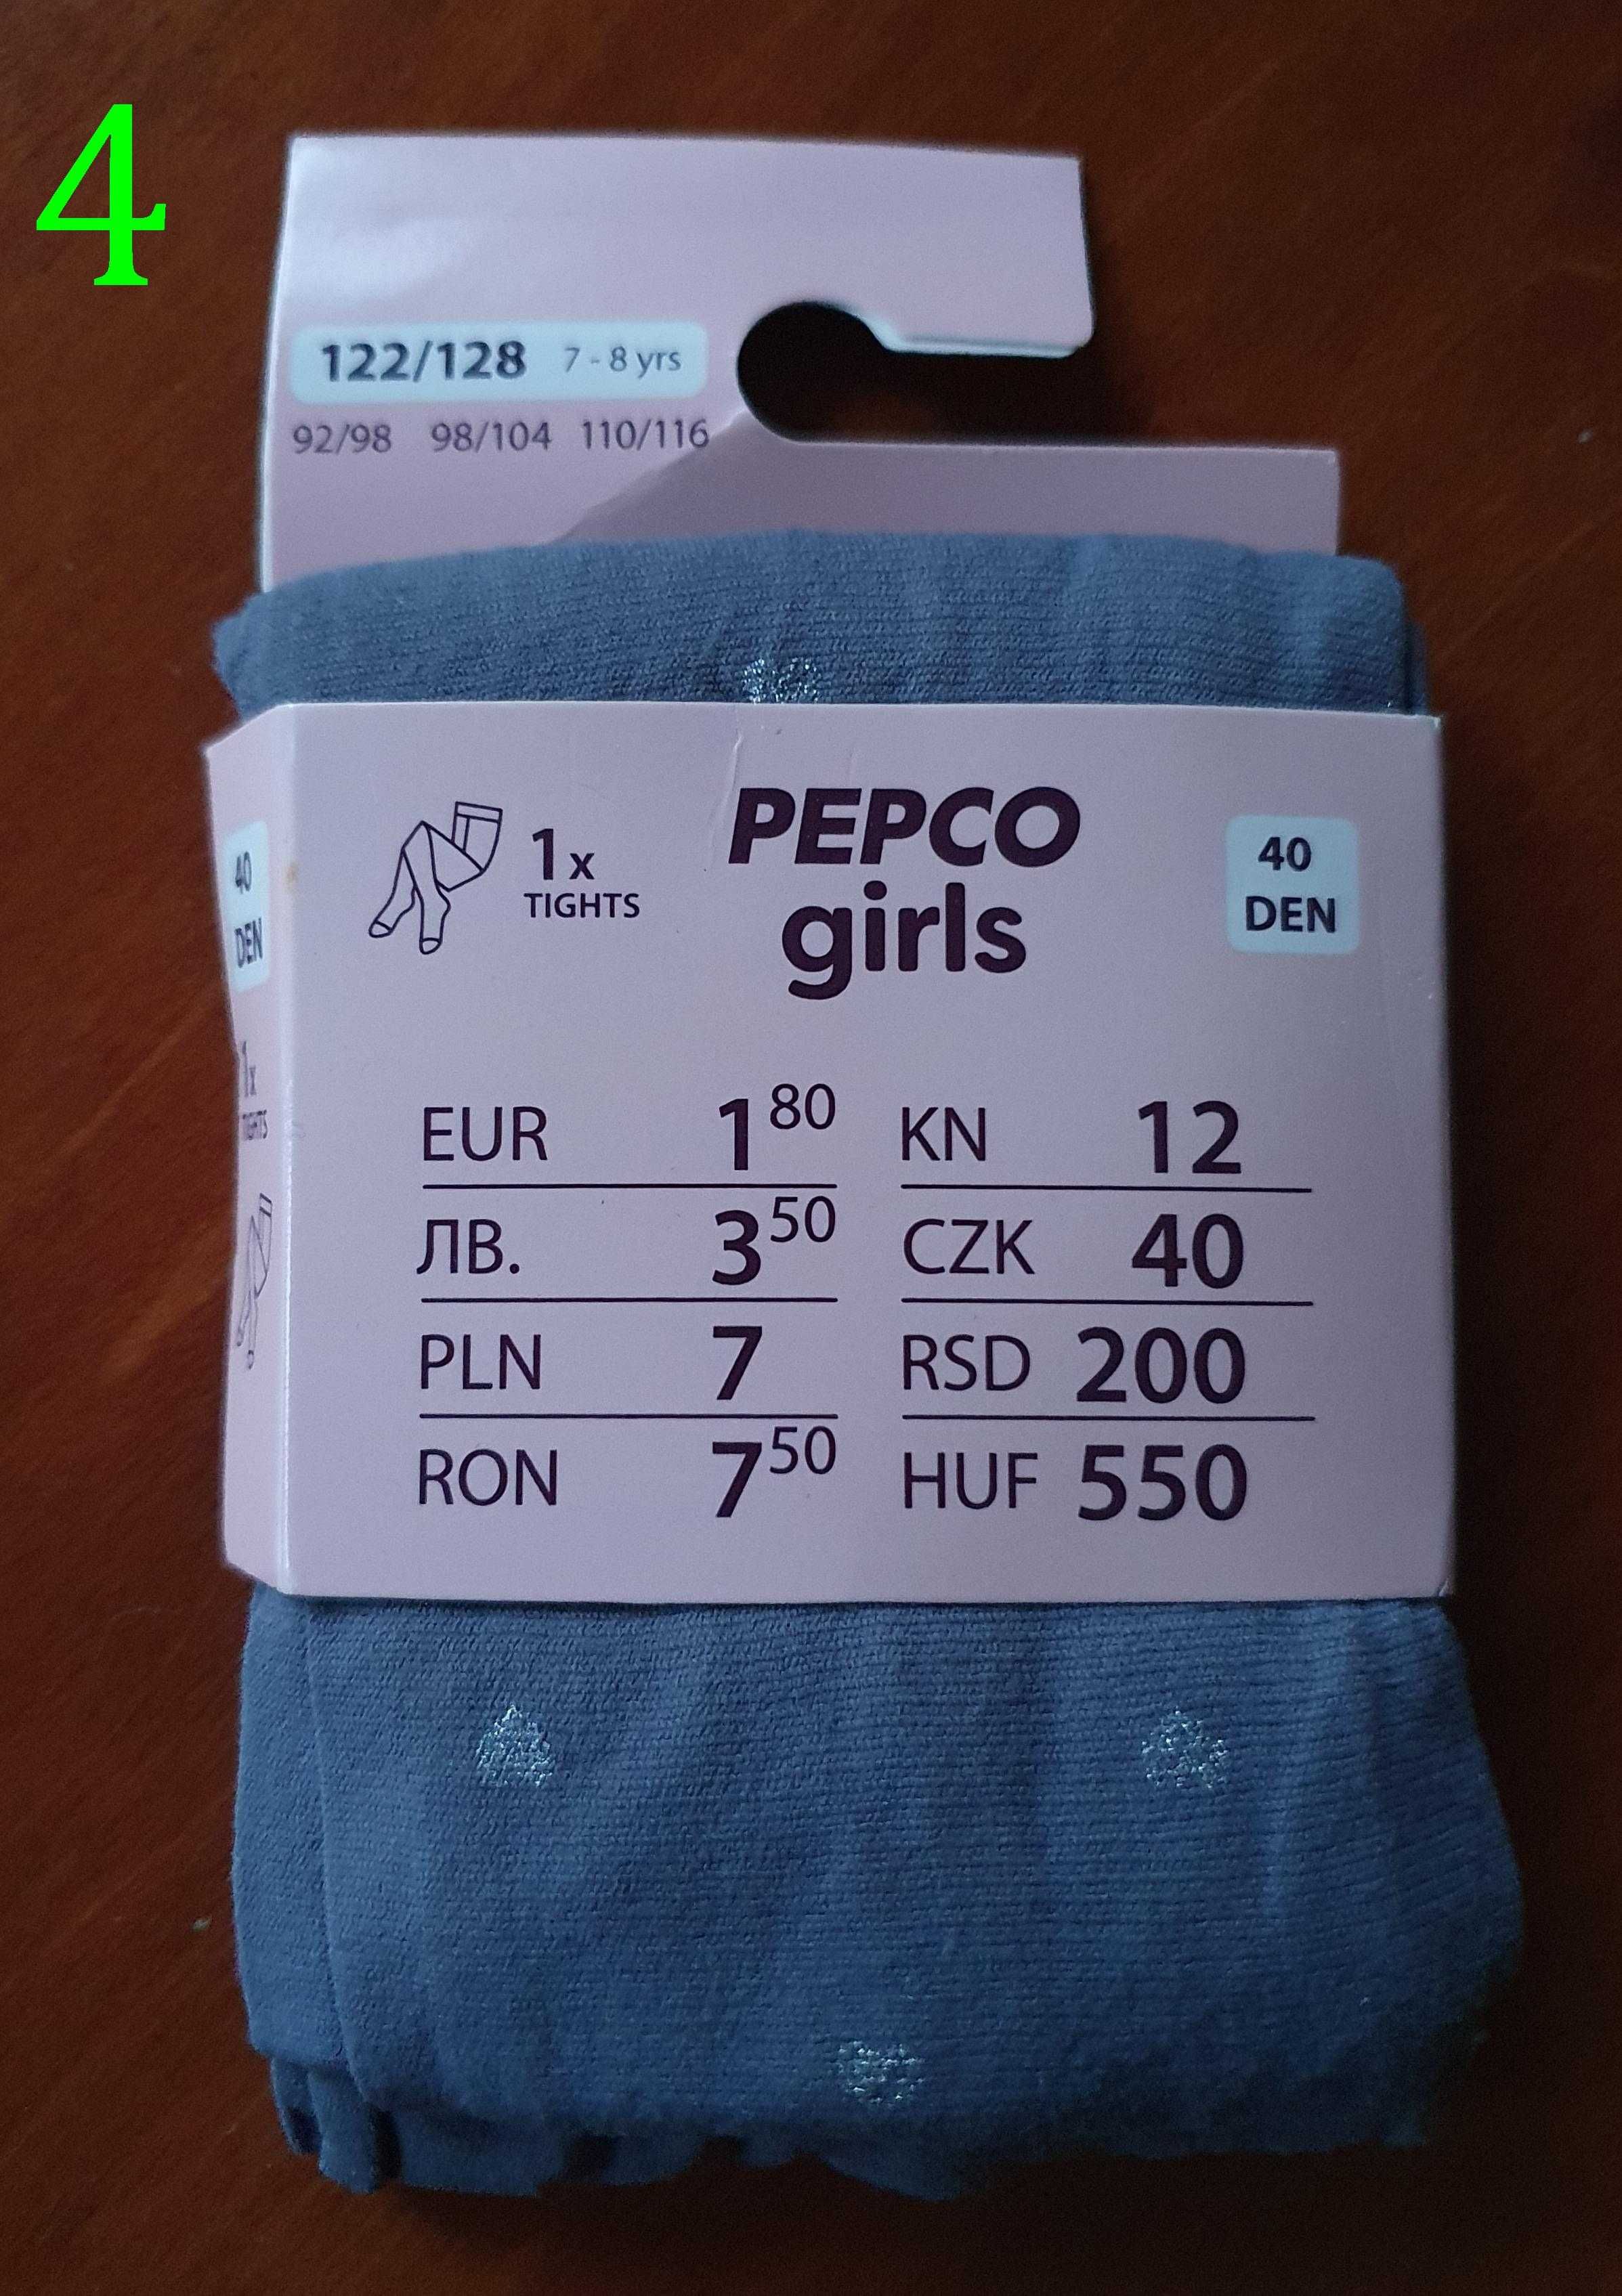 4
122/128 7 - 8 yrs
92/98 98/104 110/116
PEPCO
girls
1 x
TIGHTS
40
DEN
40
DEN
1x
TIGHTS
EUR 1 80
ЛВ. 3 50
PLN 7
RON 7 50
KN 12
CZK 40
RSD 200
HUF 550